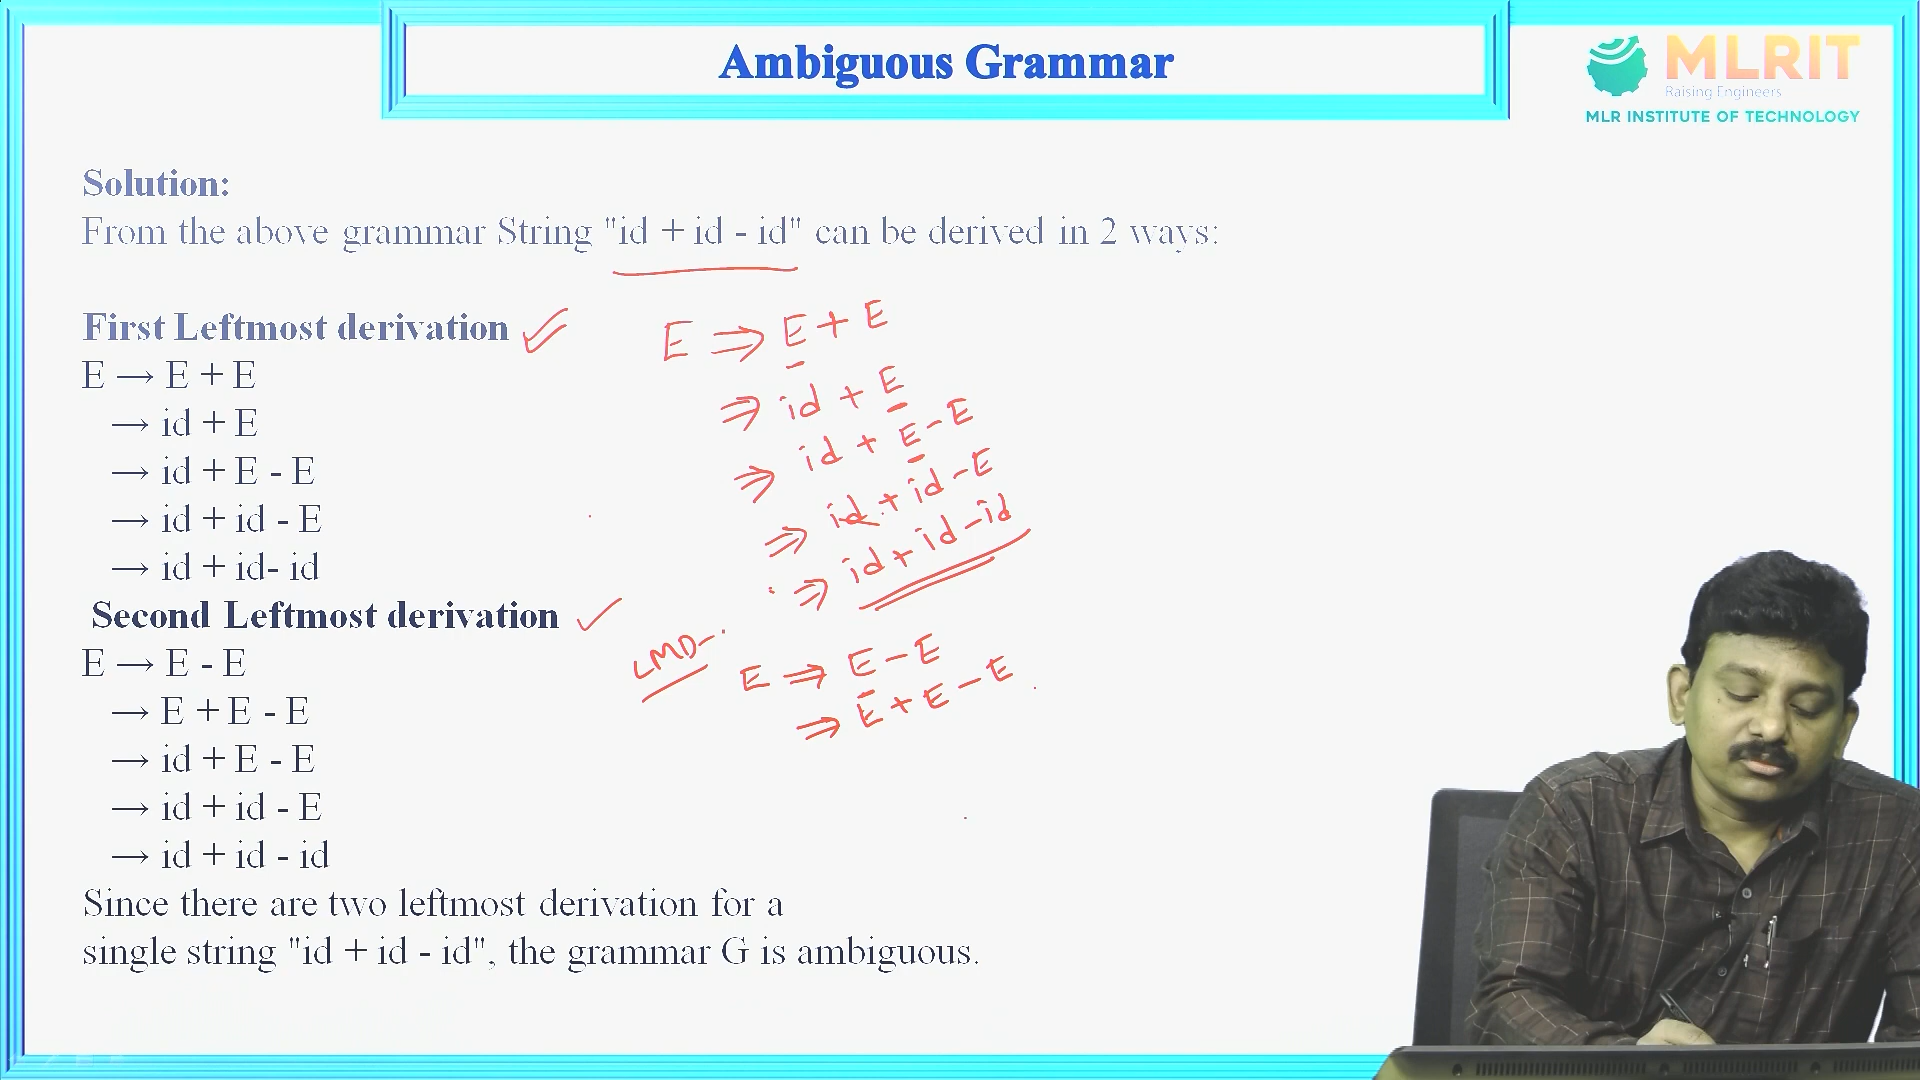 Ambiguous Grammar
MLRIT
Raising Engineers
MLR INSTITUTE OF TECHNOLOGY
Solution:
From the above grammar String "id + id - id" can be derived in 2 ways:
First Leftmost derivation
E → E + E
→ id + E
→ id + E - E
→ id + id - E
→ id + id- id
Second Leftmost derivation
E → E - E
→ E + E - E
→ id + E - E
→ id + id - E
→ id + id - id
Since there are two leftmost derivation for a
single string "id + id - id", the grammar G is ambiguous.
E ⇒ E + E
⇒ id + E
⇒ id + E - E
⇒ id + id - E
⇒ id + id - id
LMD-
E ⇒ E - E
⇒ E + E - E